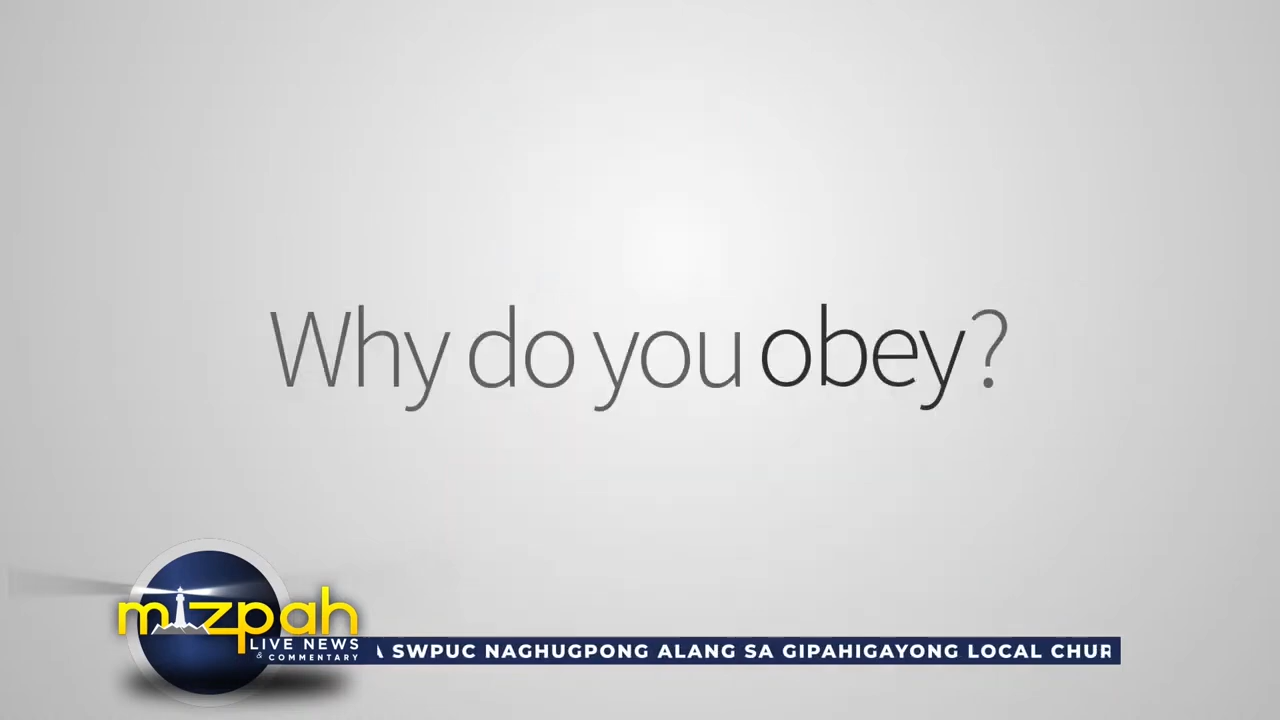 Why do you obey?
mizpah
LIVE NEWS
& COMMENTARY
SWPUC NAGHUGPONG ALANG SA GIPAHIGAYONG LOCAL